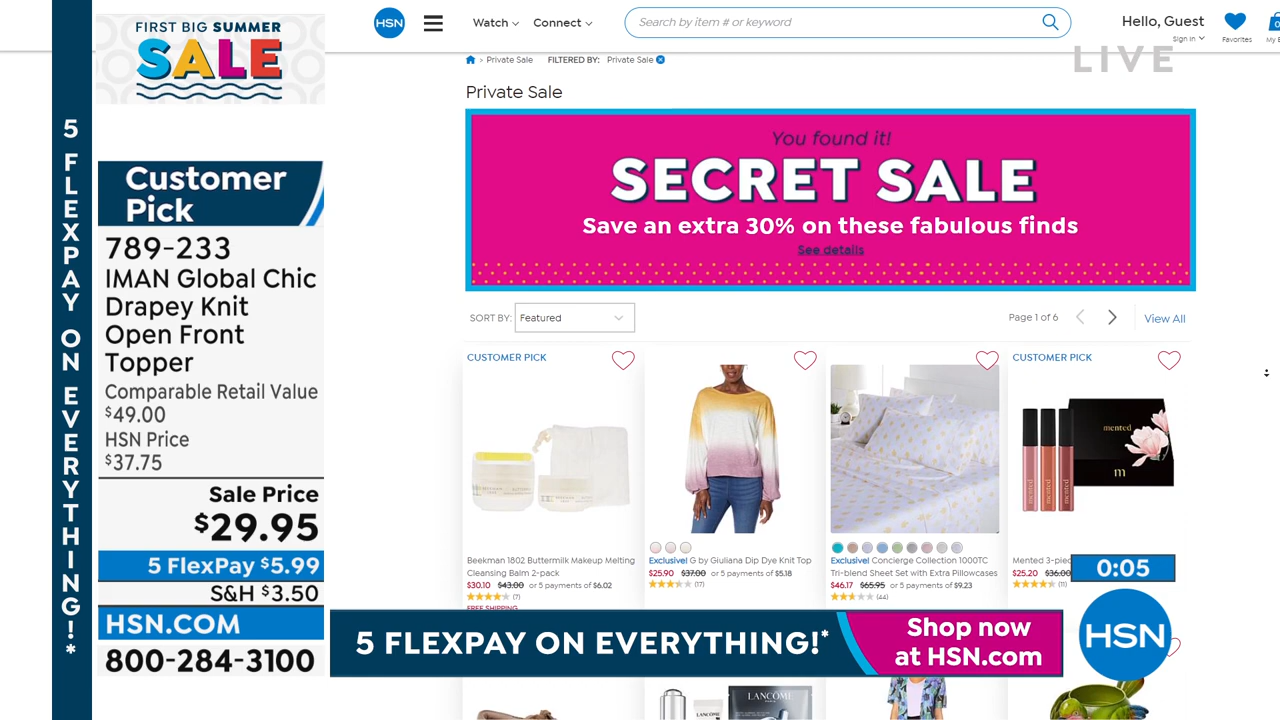 FIRST BIG SUMMER
SALE
5 FLEXPAY ON EVERYTHING!*
Customer
Pick
789-233
IMAN Global Chic
Drapey Knit
Open Front
Topper
Comparable Retail Value
$49.00
HSN Price
$37.75
Sale Price
$29.95
5 FlexPay $5.99
S&H $3.50
HSN.COM
800-284-3100
HSN
Watch
Connect
Search by item # or keyword
Hello, Guest
Sign In
Favorites
0
LIVE
> Private Sale
FILTERED BY:
Private Sale
Private Sale
You found it!
SECRET SALE
Save an extra 30% on these fabulous finds
See details
SORT BY:
Featured
Page 1 of 6
View All
CUSTOMER PICK
Beekman 1802 Buttermilk Makeup Melting
Cleansing Balm 2-pack
$30.10 $43.00 or 5 payments of $6.02
(7)
FREE SHIPPING
Exclusive! G by Giuliana Dip Dye Knit Top
$25.90 $37.00 or 5 payments of $5.18
(17)
Exclusive! Concierge Collection 1000TC
Tri-blend Sheet Set with Extra Pillowcases
$46.17 $65.95 or 5 payments of $9.23
(44)
CUSTOMER PICK
mented
m
mented
mented
mented
Mented 3-piec
$25.20 $36.00
(11)
0:05
5 FLEXPAY ON EVERYTHING!*
Shop now
at HSN.com
HSN
LANCÔME
LANCÔME